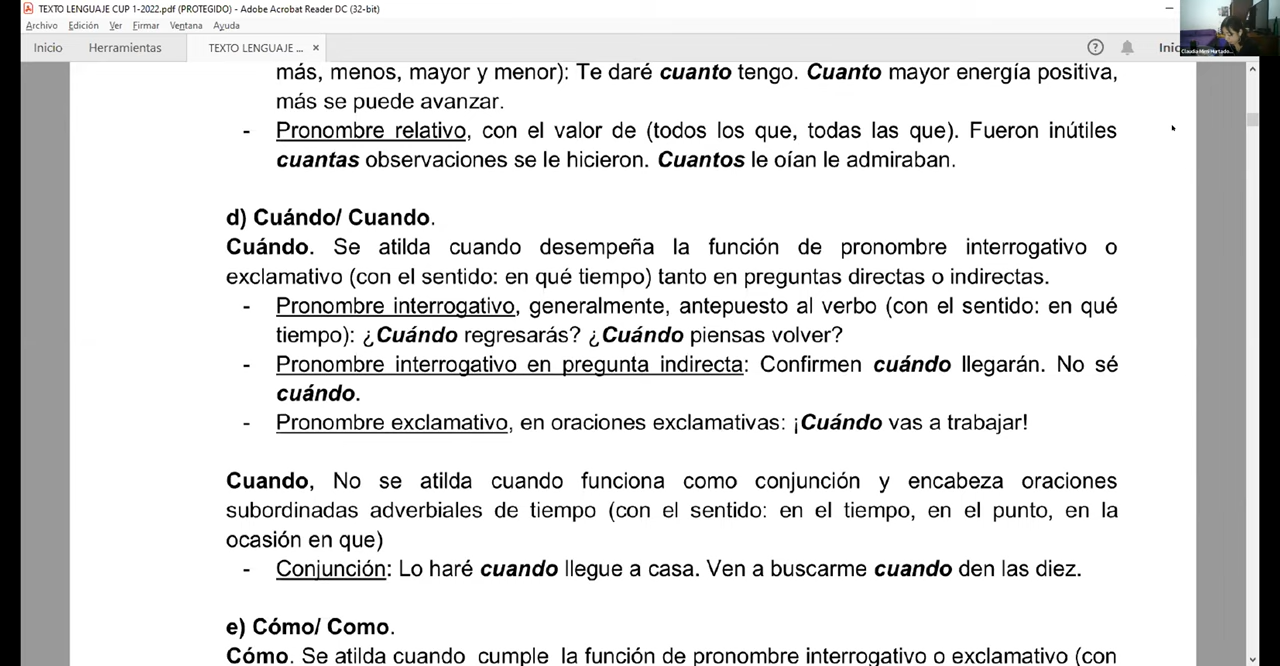 TEXTO LENGUAJE CUP 1-2022.pdf (PROTEGIDO) - Adobe Acrobat Reader DC (32-bit)
Archivo Edición Ver Firmar Ventana Ayuda
Inicio Herramientas TEXTO LENGUAJE ... × Inic
más, menos, mayor y menor): Te daré cuanto tengo. Cuanto mayor energía positiva,
más se puede avanzar.
- Pronombre relativo, con el valor de (todos los que, todas las que). Fueron inútiles
cuantas observaciones se le hicieron. Cuantos le oían le admiraban.
d) Cuándo/ Cuando.
Cuándo. Se atilda cuando desempeña la función de pronombre interrogativo o
exclamativo (con el sentido: en qué tiempo) tanto en preguntas directas o indirectas.
- Pronombre interrogativo, generalmente, antepuesto al verbo (con el sentido: en qué
tiempo): ¿Cuándo regresarás? ¿Cuándo piensas volver?
- Pronombre interrogativo en pregunta indirecta: Confirmen cuándo llegarán. No sé
cuándo.
- Pronombre exclamativo, en oraciones exclamativas: ¡Cuándo vas a trabajar!
Cuando, No se atilda cuando funciona como conjunción y encabeza oraciones
subordinadas adverbiales de tiempo (con el sentido: en el tiempo, en el punto, en la
ocasión en que)
- Conjunción: Lo haré cuando llegue a casa. Ven a buscarme cuando den las diez.
e) Cómo/ Como.
Cómo. Se atilda cuando cumple la función de pronombre interrogativo o exclamativo (con